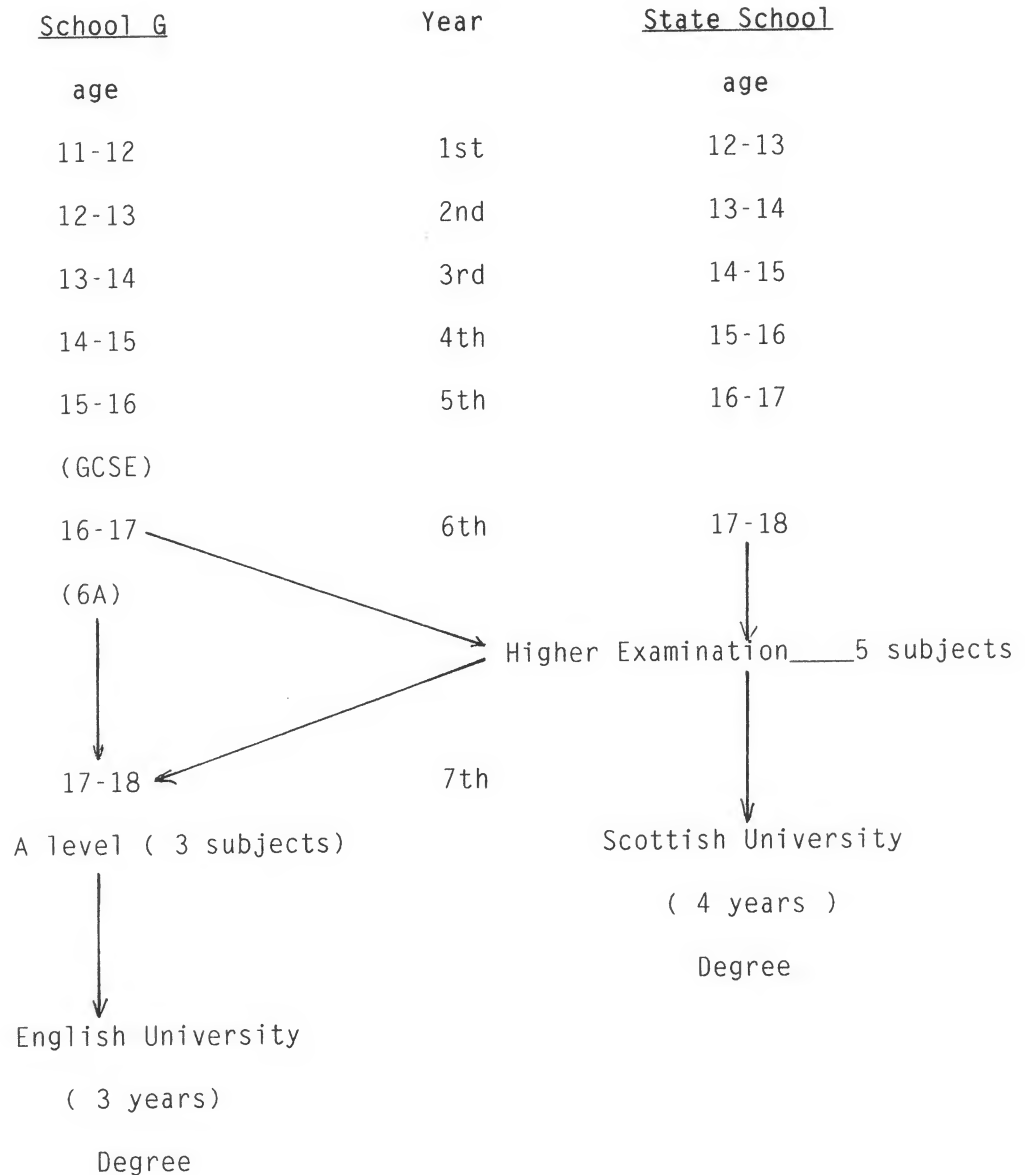 School G Year State School
age age
11-12 1st 12-13
12-13 2nd 13-14
13-14 3rd 14-15
14-15 4th 15-16
15-16 5th 16-17
(GCSE)
16-17 6th 17-18
(6A)
Higher Examination____5 subjects
17-18 7th
A level ( 3 subjects) Scottish University
( 4 years )
Degree
English University
( 3 years)
Degree